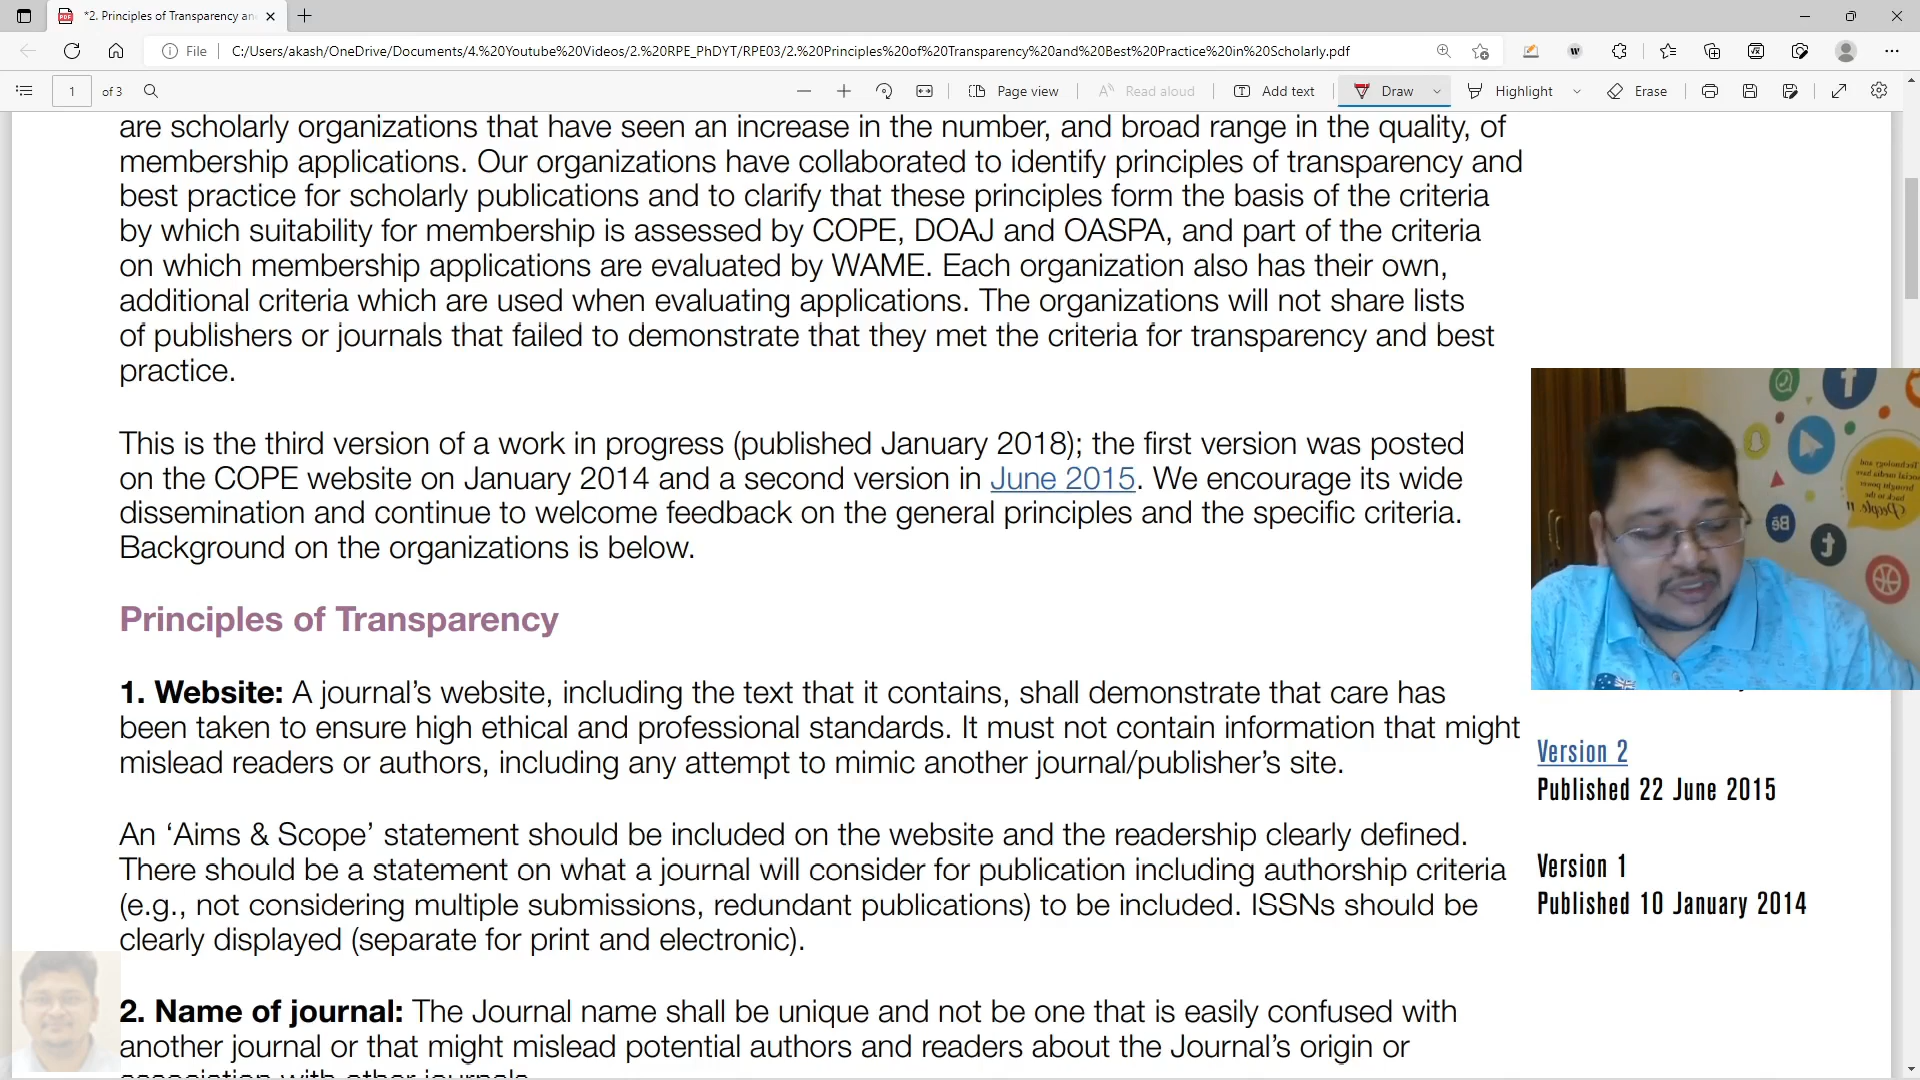 *2. Principles of Transparency an
File
C:/Users/akash/OneDrive/Documents/4.%20Youtube%20Videos/2.%20RPE_PhDYT/RPE03/2.%20Principles%20of%20Transparency%20and%20Best%20Practice%20in%20Scholarly.pdf
1 of 3
Page view
Read aloud
Add text
Draw
Highlight
Erase
are scholarly organizations that have seen an increase in the number, and broad range in the quality, of
membership applications. Our organizations have collaborated to identify principles of transparency and
best practice for scholarly publications and to clarify that these principles form the basis of the criteria
by which suitability for membership is assessed by COPE, DOAJ and OASPA, and part of the criteria
on which membership applications are evaluated by WAME. Each organization also has their own,
additional criteria which are used when evaluating applications. The organizations will not share lists
of publishers or journals that failed to demonstrate that they met the criteria for transparency and best
practice.
This is the third version of a work in progress (published January 2018); the first version was posted
on the COPE website on January 2014 and a second version in June 2015. We encourage its wide
dissemination and continue to welcome feedback on the general principles and the specific criteria.
Background on the organizations is below.
Principles of Transparency
1. Website: A journal’s website, including the text that it contains, shall demonstrate that care has
been taken to ensure high ethical and professional standards. It must not contain information that might
mislead readers or authors, including any attempt to mimic another journal/publisher’s site.
An ‘Aims & Scope’ statement should be included on the website and the readership clearly defined.
There should be a statement on what a journal will consider for publication including authorship criteria
(e.g., not considering multiple submissions, redundant publications) to be included. ISSNs should be
clearly displayed (separate for print and electronic).
2. Name of journal: The Journal name shall be unique and not be one that is easily confused with
another journal or that might mislead potential authors and readers about the Journal’s origin or
association with other journals.
Version 2
Published 22 June 2015
Version 1
Published 10 January 2014
Technology and
social media have
brought power
back to the
People
Bē